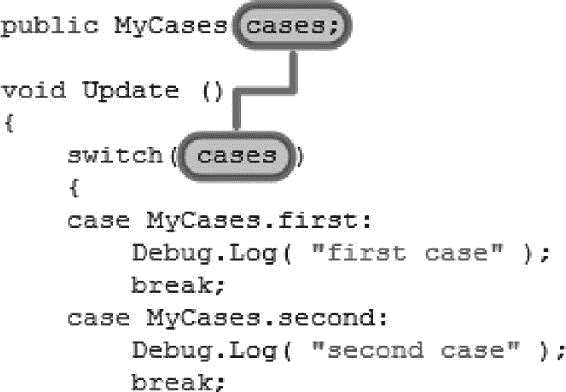 public MyCases cases;
void Update ()
{
switch( cases )
{
case MyCases.first:
Debug.Log( "first case" );
break;
case MyCases.second:
Debug.Log( "second case" );
break;